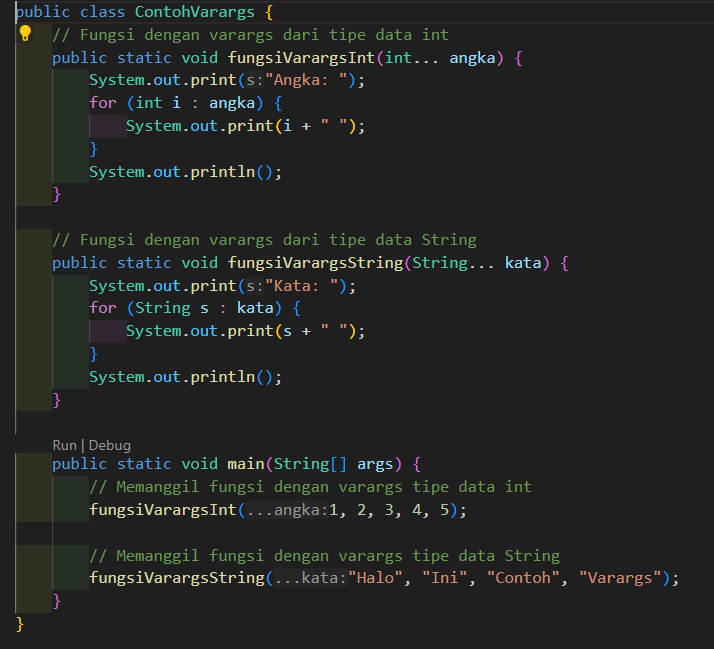 public class ContohVarargs {
    // Fungsi dengan varargs dari tipe data int
    public static void fungsiVarargsInt(int... angka) {
        System.out.print(s:"Angka: ");
        for (int i : angka) {
            System.out.print(i + " ");
        }
        System.out.println();
    }

    // Fungsi dengan varargs dari tipe data String
    public static void fungsiVarargsString(String... kata) {
        System.out.print(s:"Kata: ");
        for (String s : kata) {
            System.out.print(s + " ");
        }
        System.out.println();
    }

    Run | Debug
    public static void main(String[] args) {
        // Memanggil fungsi dengan varargs tipe data int
        fungsiVarargsInt(...angka:1, 2, 3, 4, 5);

        // Memanggil fungsi dengan varargs tipe data String
        fungsiVarargsString(...kata:"Halo", "Ini", "Contoh", "Varargs");
    }
}